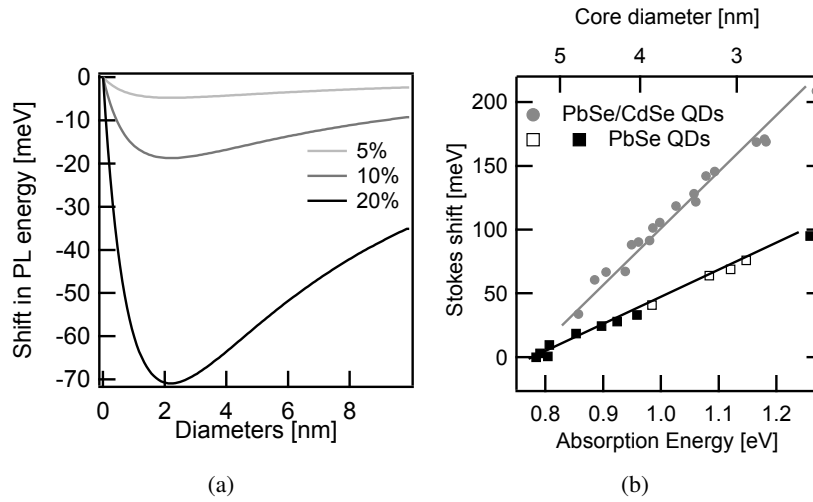 0
-10
-20
-30
-40
-50
-60
-70
Shift in PL energy [meV]
5%
10%
20%
0 2 4 6 8
Diameters [nm]
(a)
Core diameter [nm]
5 4 3
200
150
100
50
0
Stokes shift [meV]
PbSe/CdSe QDs
PbSe QDs
0.8 0.9 1.0 1.1 1.2
Absorption Energy [eV]
(b)